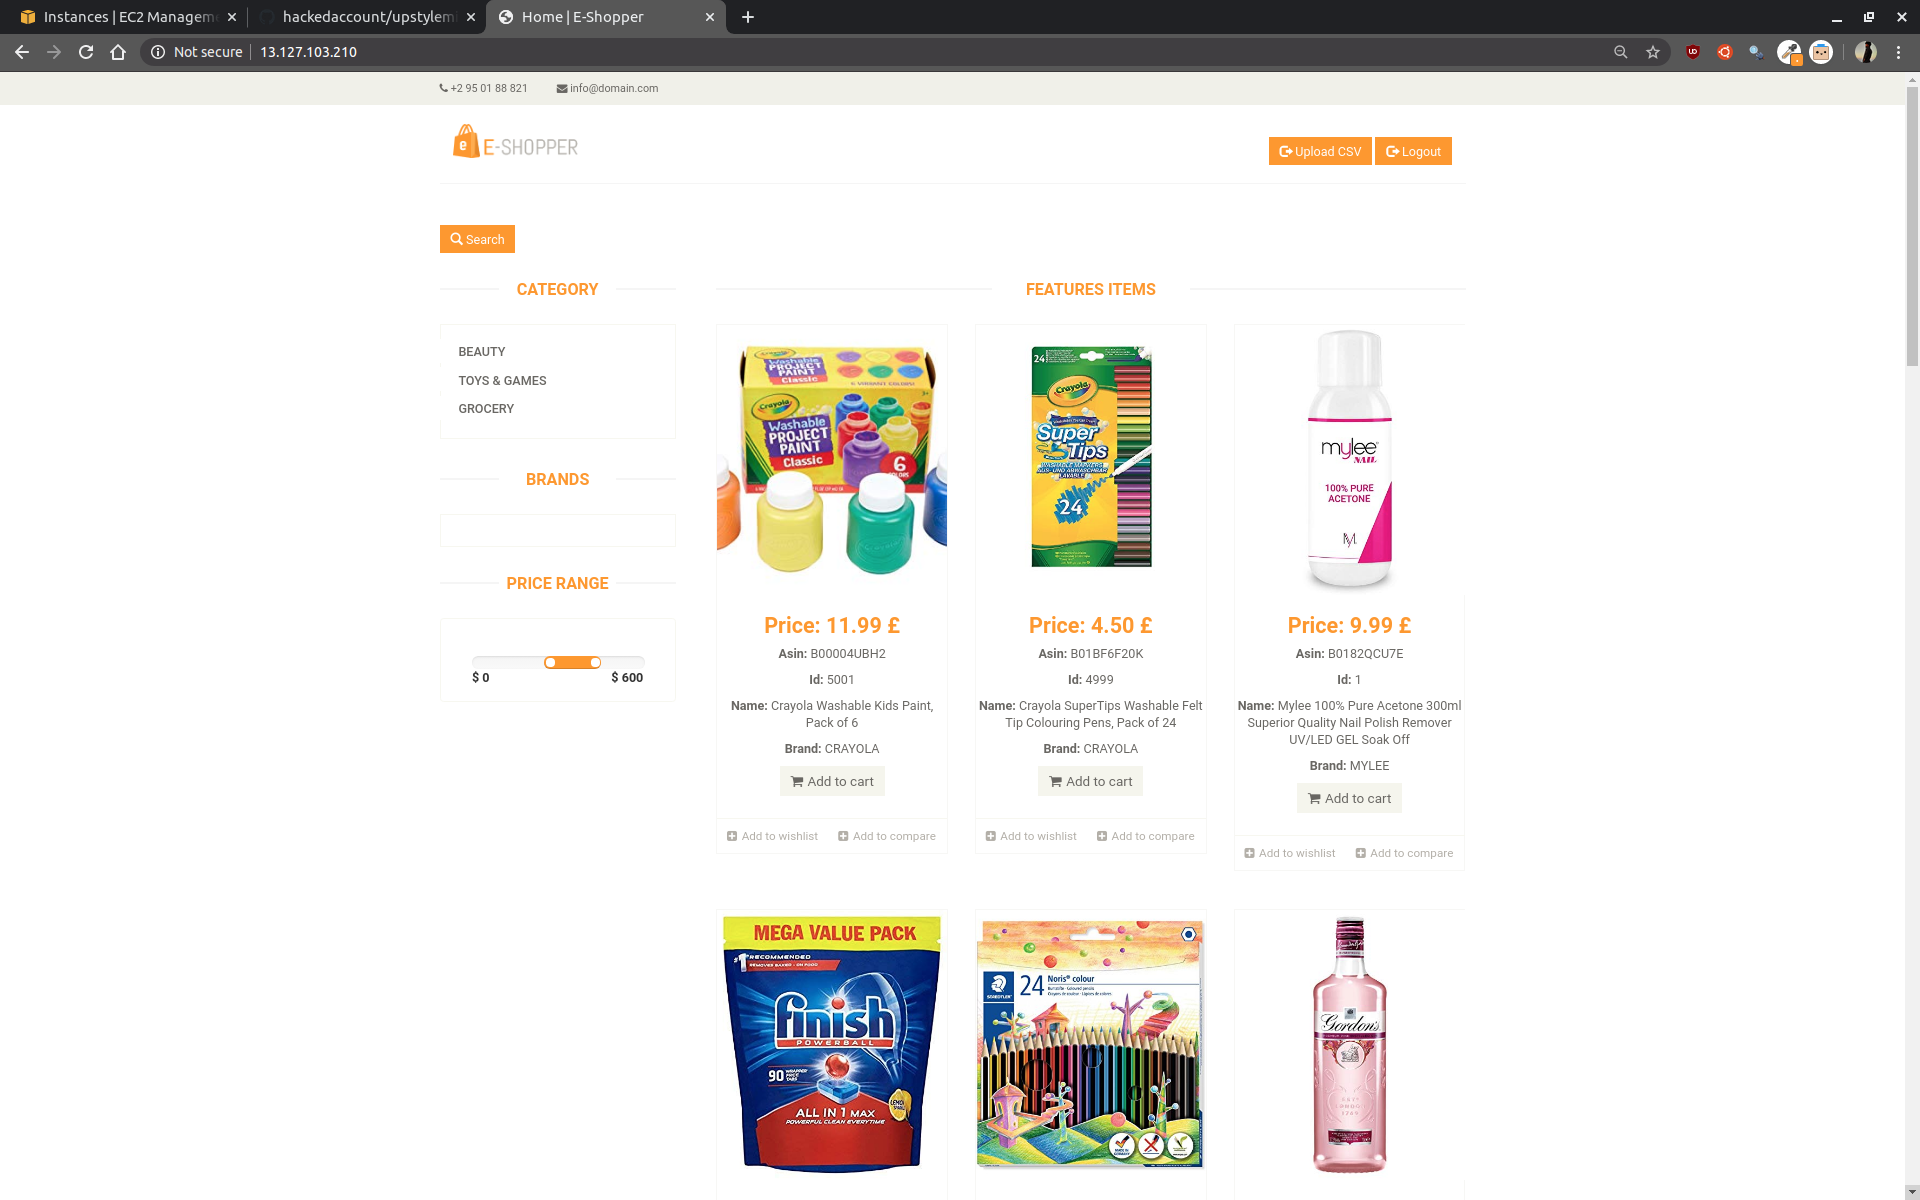 Instances | EC2 Managem
hackedaccount/upstylemi
Home | E-Shopper
Not secure
13.127.103.210
+2 95 01 88 821
info@domain.com
E-SHOPPER
Upload CSV
Logout
Search
CATEGORY
BEAUTY
TOYS & GAMES
GROCERY
BRANDS
PRICE RANGE
$ 0
$ 600
FEATURES ITEMS
Crayola
Washable
PROJECT
PAINT
Classic
6
Price: 11.99 £
Asin: B00004UBH2
Id: 5001
Name: Crayola Washable Kids Paint,
Pack of 6
Brand: CRAYOLA
Add to cart
Add to wishlist
Add to compare
24
Crayola
Super
Tips
24
Price: 4.50 £
Asin: B01BF6F20K
Id: 4999
Name: Crayola SuperTips Washable Felt
Tip Colouring Pens, Pack of 24
Brand: CRAYOLA
Add to cart
Add to wishlist
Add to compare
mylee
NAIL
100% PURE
ACETONE
Price: 9.99 £
Asin: B0182QCU7E
Id: 1
Name: Mylee 100% Pure Acetone 300ml
Superior Quality Nail Polish Remover
UV/LED GEL Soak Off
Brand: MYLEE
Add to cart
Add to wishlist
Add to compare
MEGA VALUE PACK
#1 RECOMMENDED
finish
POWERBALL
90
ALL IN 1 MAX
POWERFUL CLEAN EVERYTIME
STAEDTLER
24
Noris colour
Gordon's